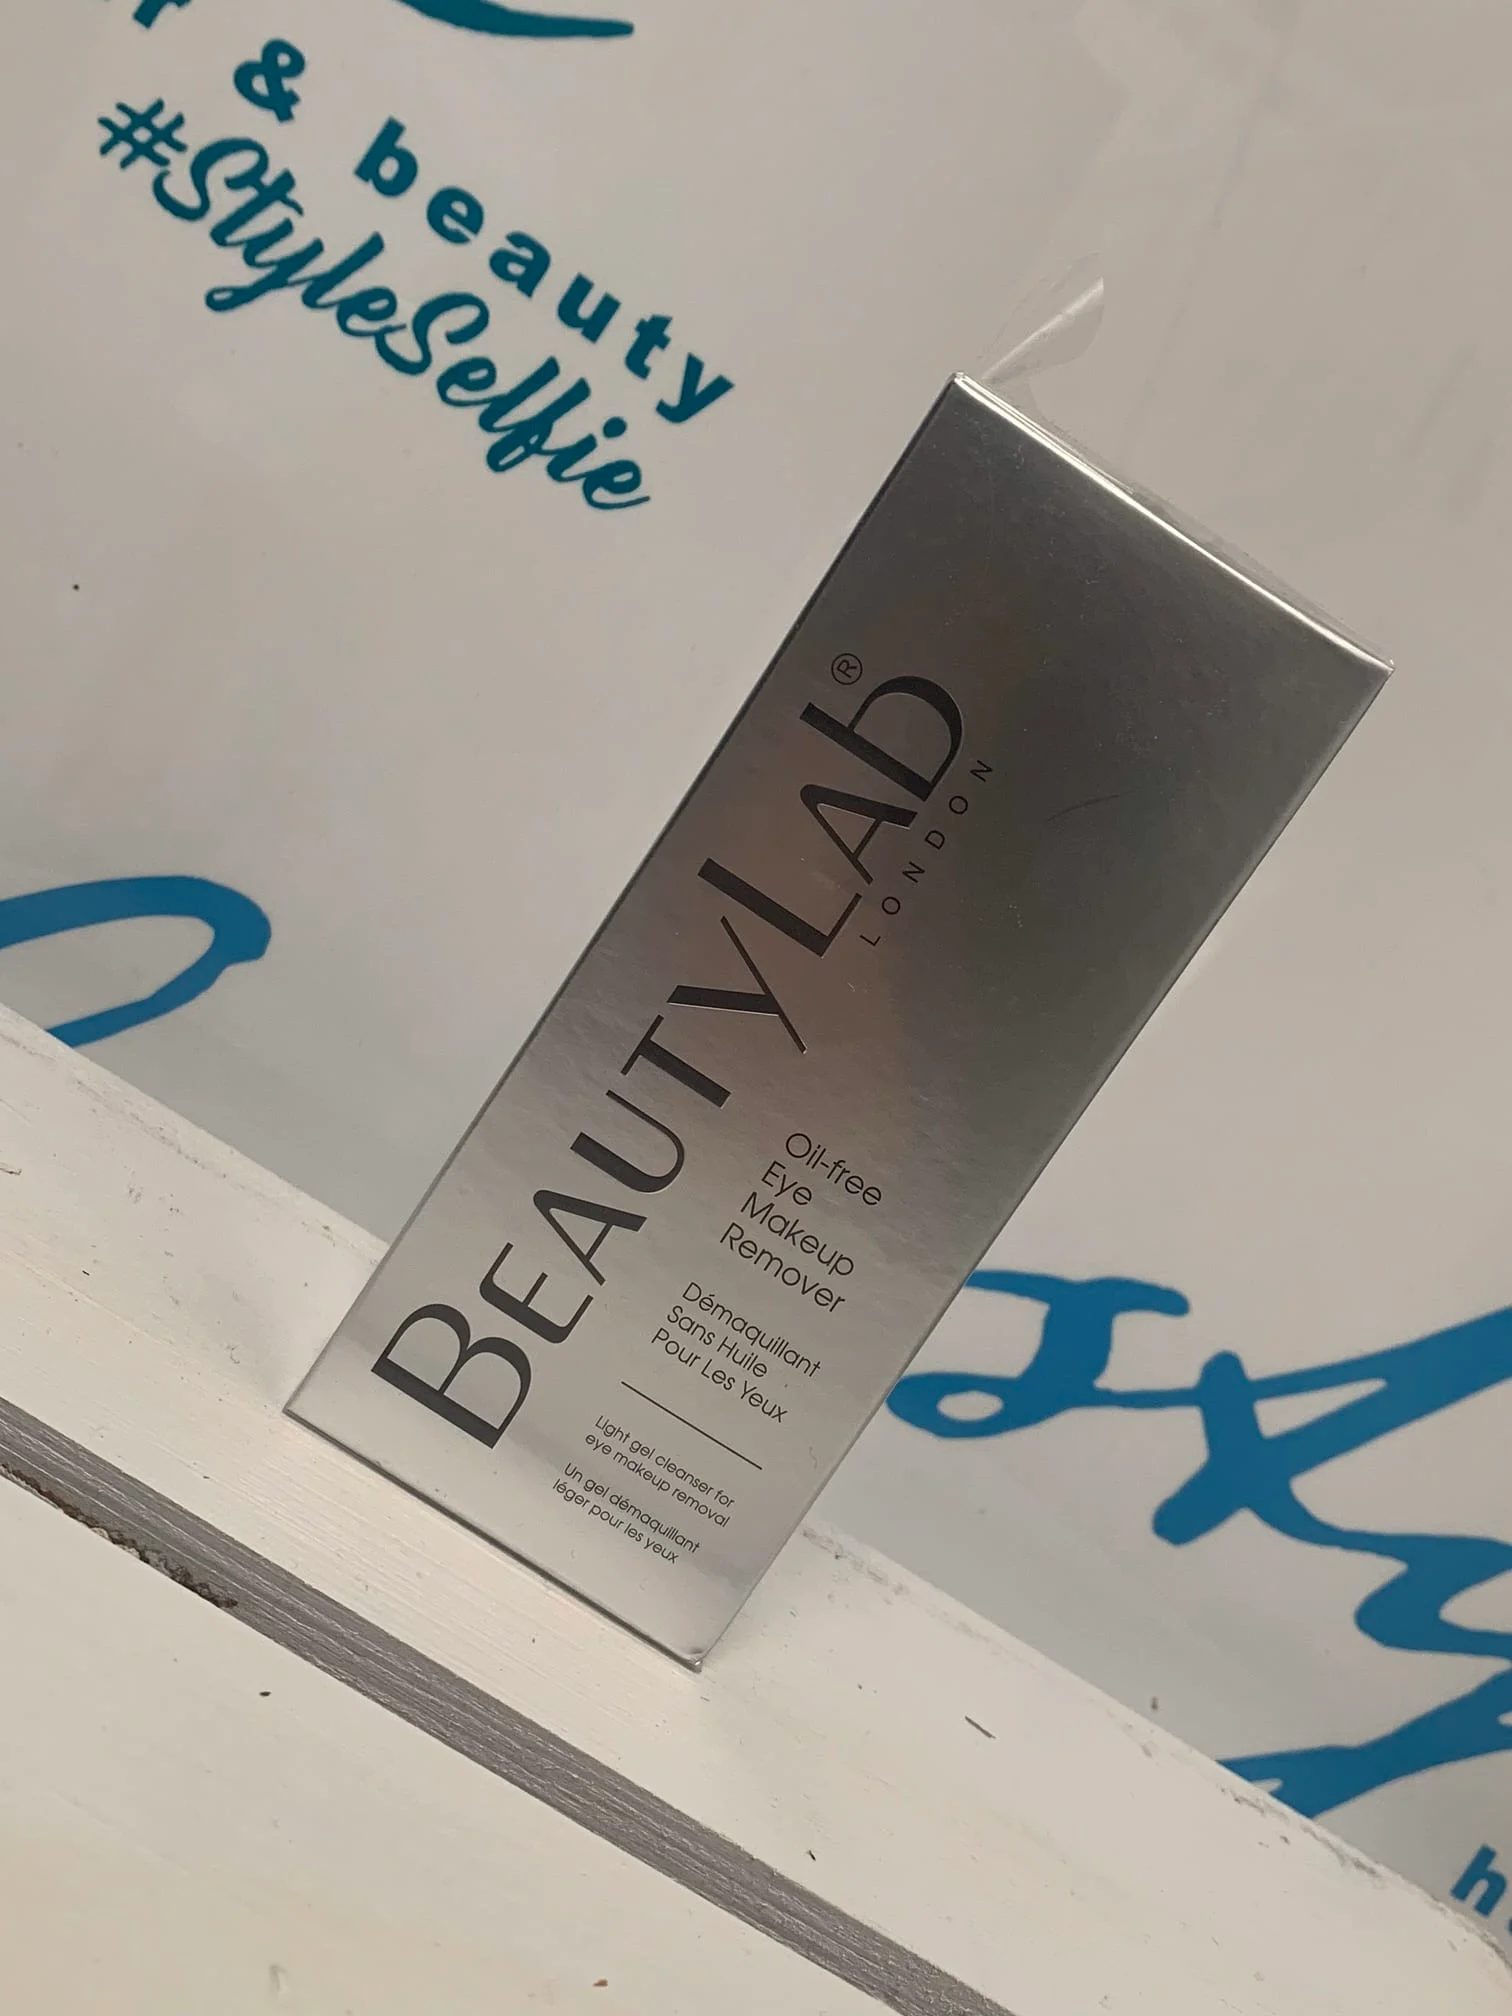 & beauty
#StyleSelfie
BEAUTYLAB®
LONDON
Oil-free
Eye
Makeup
Remover
Démaquillant
Sans Huile
Pour Les Yeux
Light gel cleanser for
eye makeup removal
Un gel démaquillant
léger pour les yeux